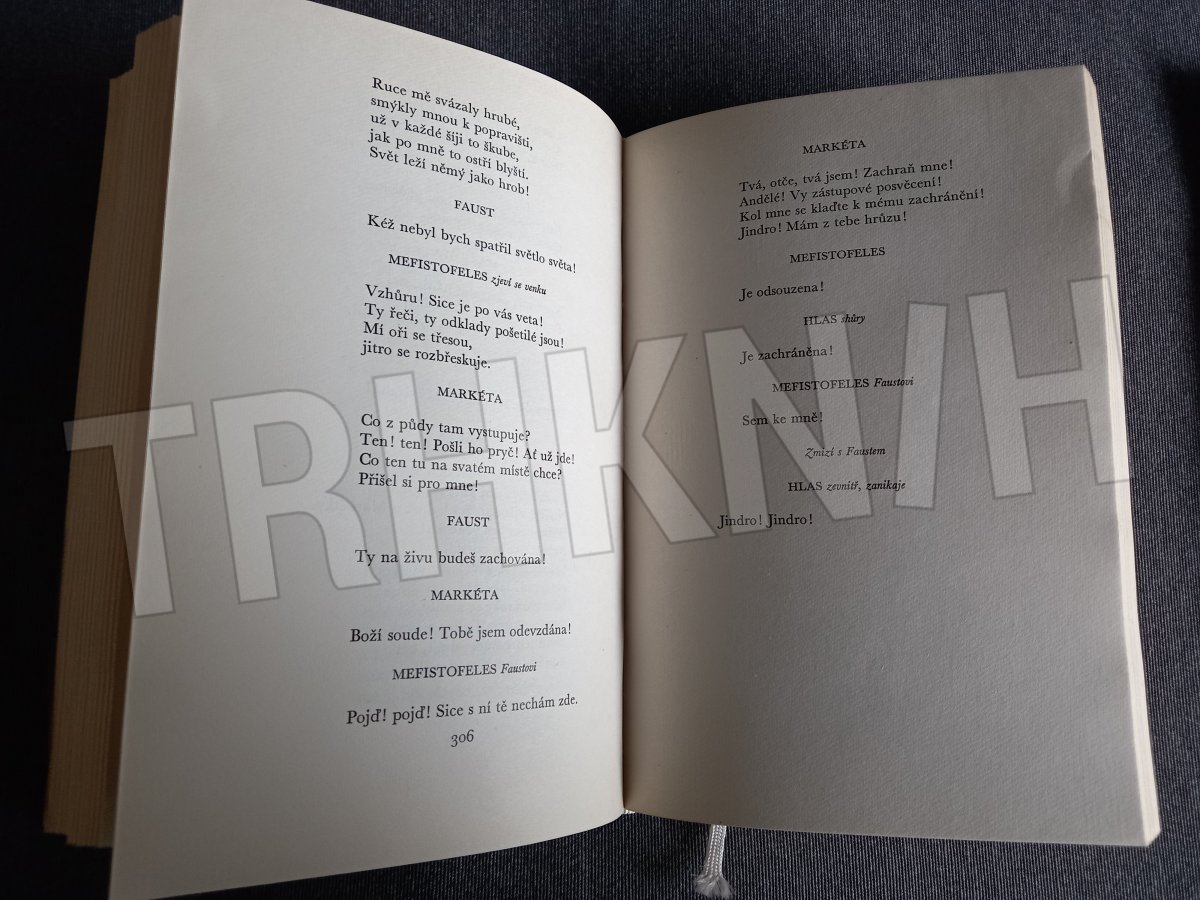 Ruce mě svázaly hrubé,
smýkly mnou k popravišti,
už v každé šíji to škube,
jak po mně to ostří blyští.
Svět leží němý jako hrob!
FAUST
Kéž nebyl bych spatřil světlo světa!
MEFISTOFELES zjeví se venku
Vzhůru! Sice je po vás veta!
Ty řeči, ty odklady pošetilé jsou!
Mí oři se třesou,
jitro se rozbřeskuje.
MARKÉTA
Co z půdy tam vystupuje?
Ten! ten! Pošli ho pryč! Ať už jde!
Co ten tu na svatém místě chce?
Přišel si pro mne!
FAUST
Ty na živu budeš zachována!
MARKÉTA
Boží soude! Tobě jsem odevzdána!
MEFISTOFELES Faustovi
Pojď! pojď! Sice s ní tě nechám zde.
306
MARKÉTA
Tvá, otče, tvá jsem! Zachraň mne!
Andělé! Vy zástupové posvěcení!
Kol mne se klaďte k mému zachránění!
Jindro! Mám z tebe hrůzu!
MEFISTOFELES
Je odsouzena!
HLAS shůry
Je zachráněna!
MEFISTOFELES Faustovi
Sem ke mně!
Zmizí s Faustem
HLAS zevnitř, zanikaje
Jindro! Jindro!
TRHKNIH